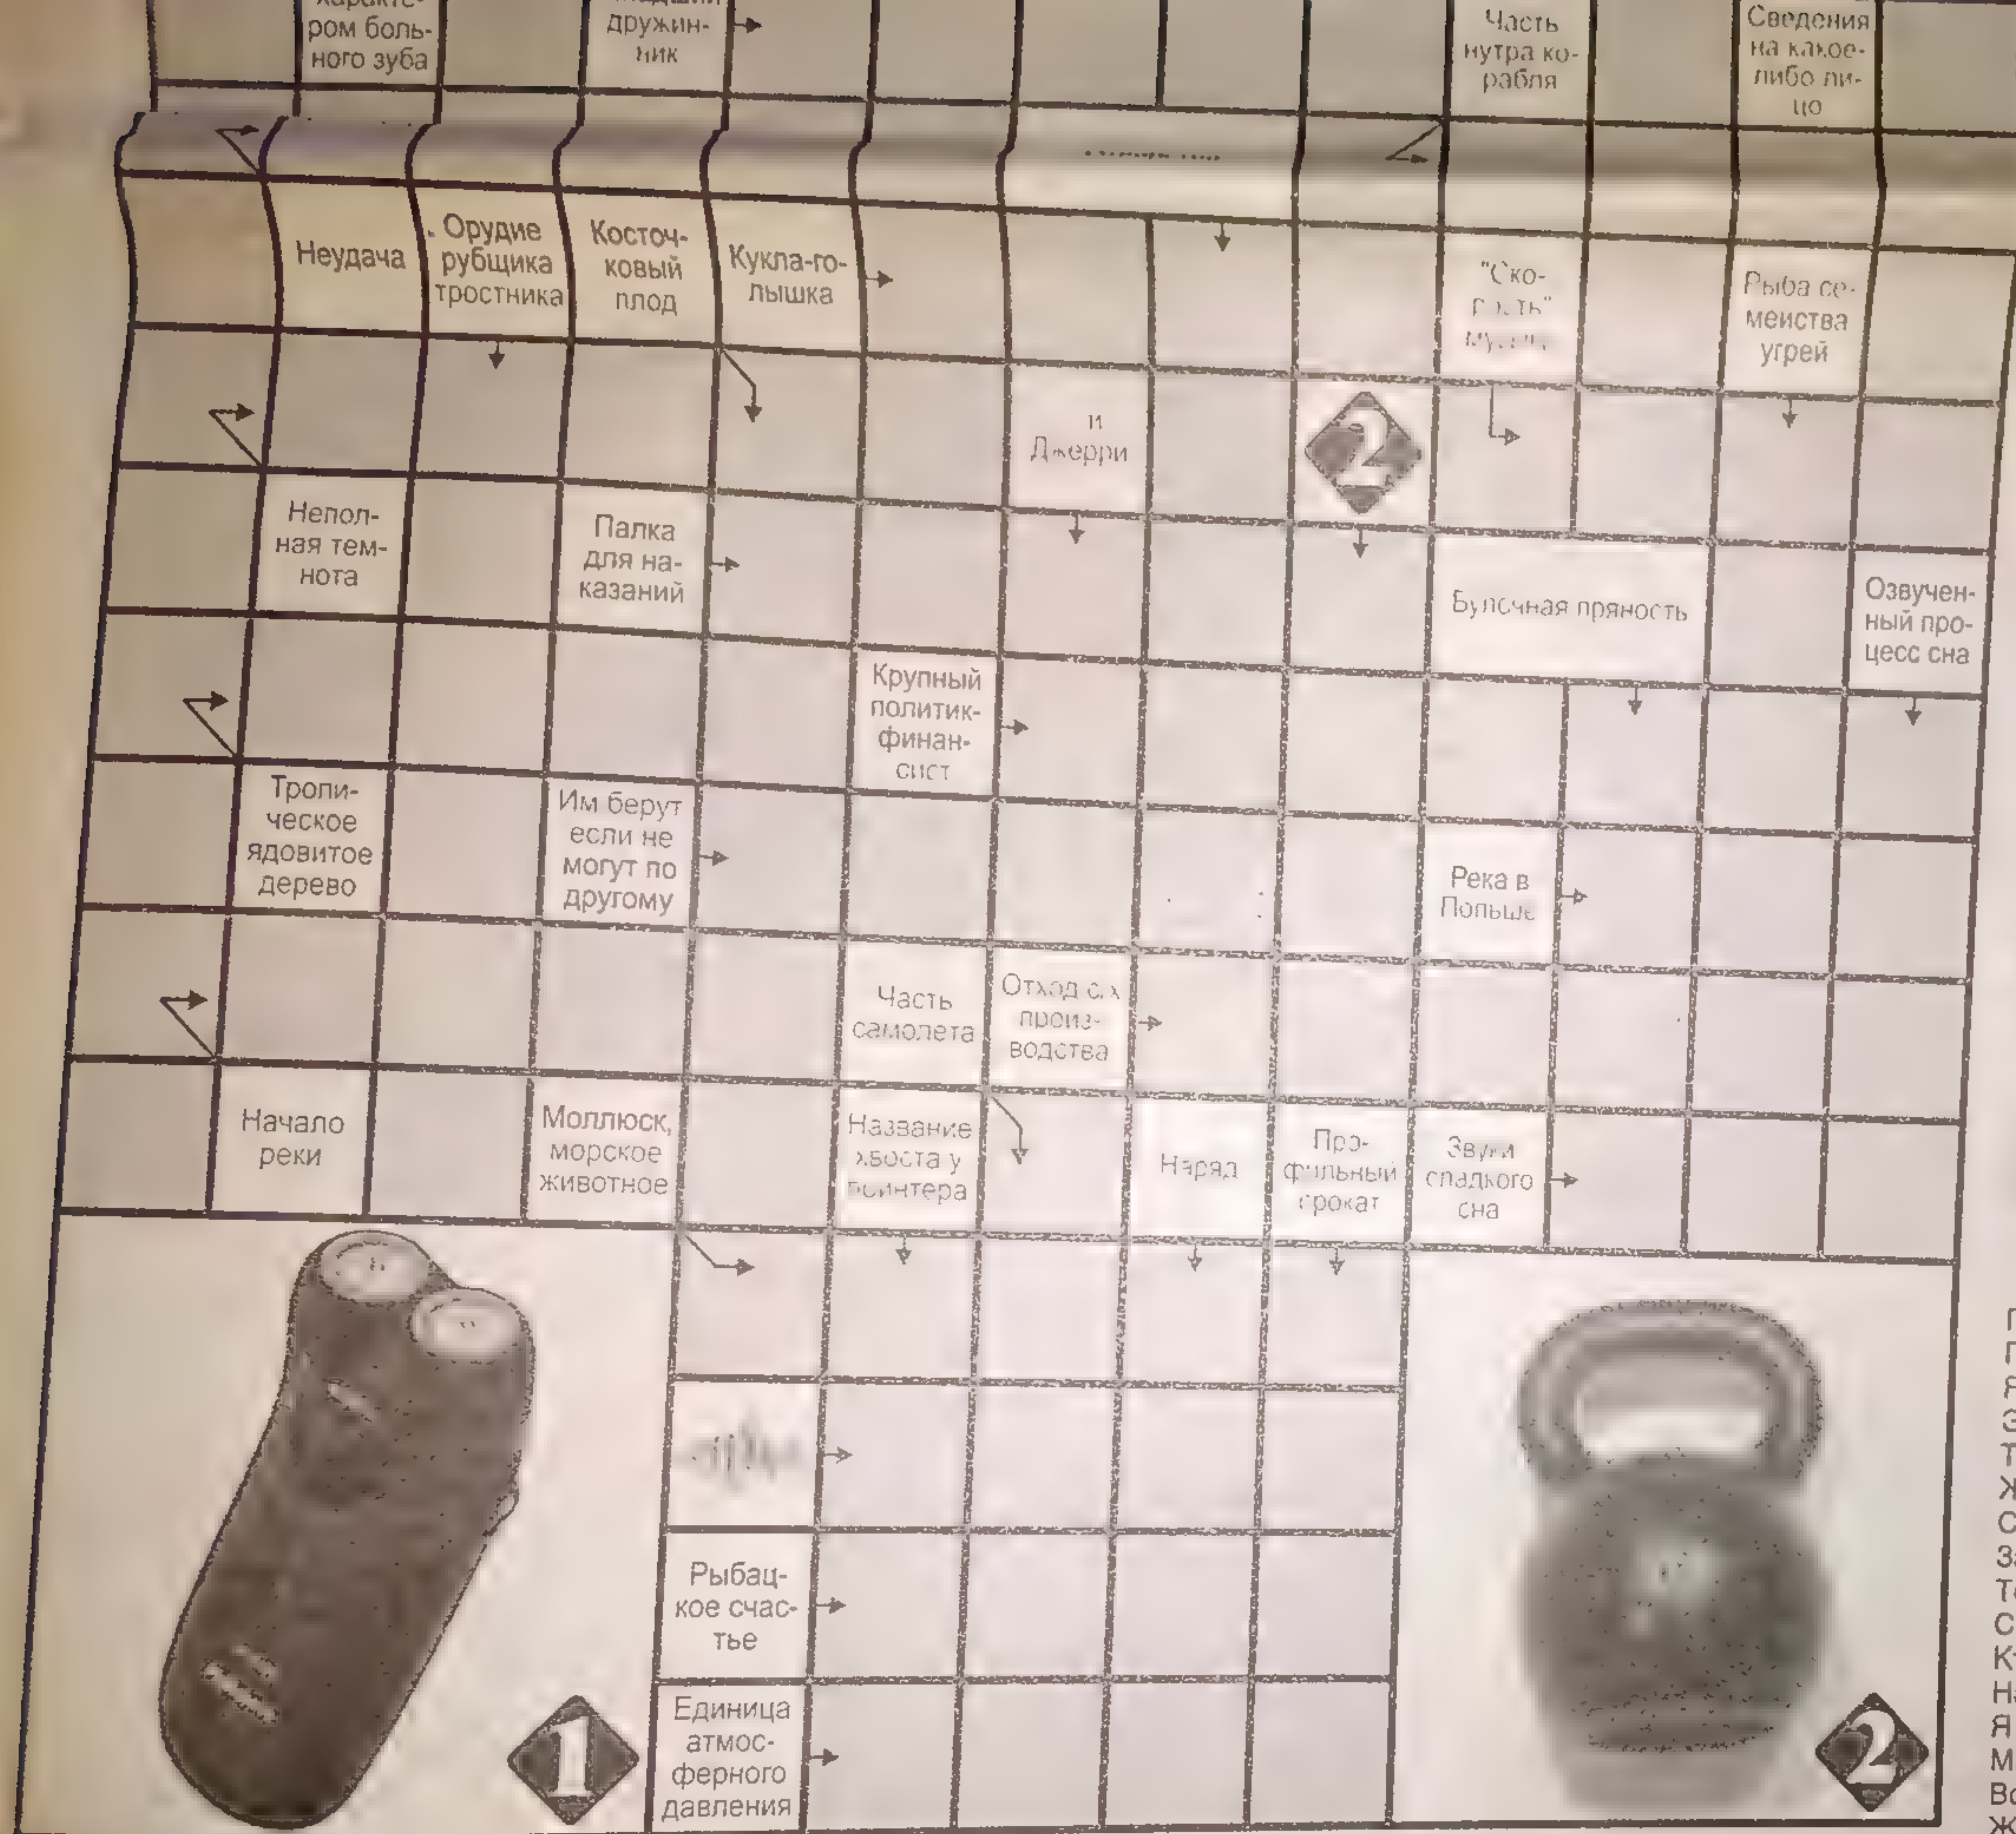 ром боль-
ного зуба
дружин-
ник
Часть
нутра ко-
рабля
Сведения
на какое-
либо ли-
цо
Неудача
Орудие
рубщика
тростника
Косточ-
ковый
плод
Кукла-го-
лышка
"Ско-
Рыба се-
мейства
угрей
и
Джерри
2
Непол-
ная тем-
нота
Палка
для на-
казаний
Булочная пряность
Озвучен-
ный про-
цесс сна
Крупный
политик-
финан-
сист
Тропи-
ческое
ядовитое
дерево
Им берут
если не
могут по
другому
Река в
Польше
Часть
самолета
Отход с/х
произ-
водства
Начало
реки
Моллюск,
морское
животное
Название
хвоста у
пойнтера
Наряд
Про-
фильный
прокат
Звуки
сладкого
сна
Рыбац-
кое счас-
тье
Единица
атмос-
ферного
давления
1
2